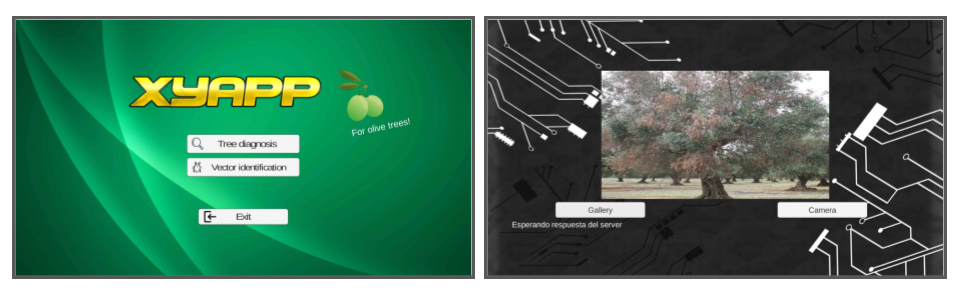 XYAPP
For olive trees!
Tree diagnosis
Vector identification
Exit
Gallery
Camera
Esperando respuesta del server